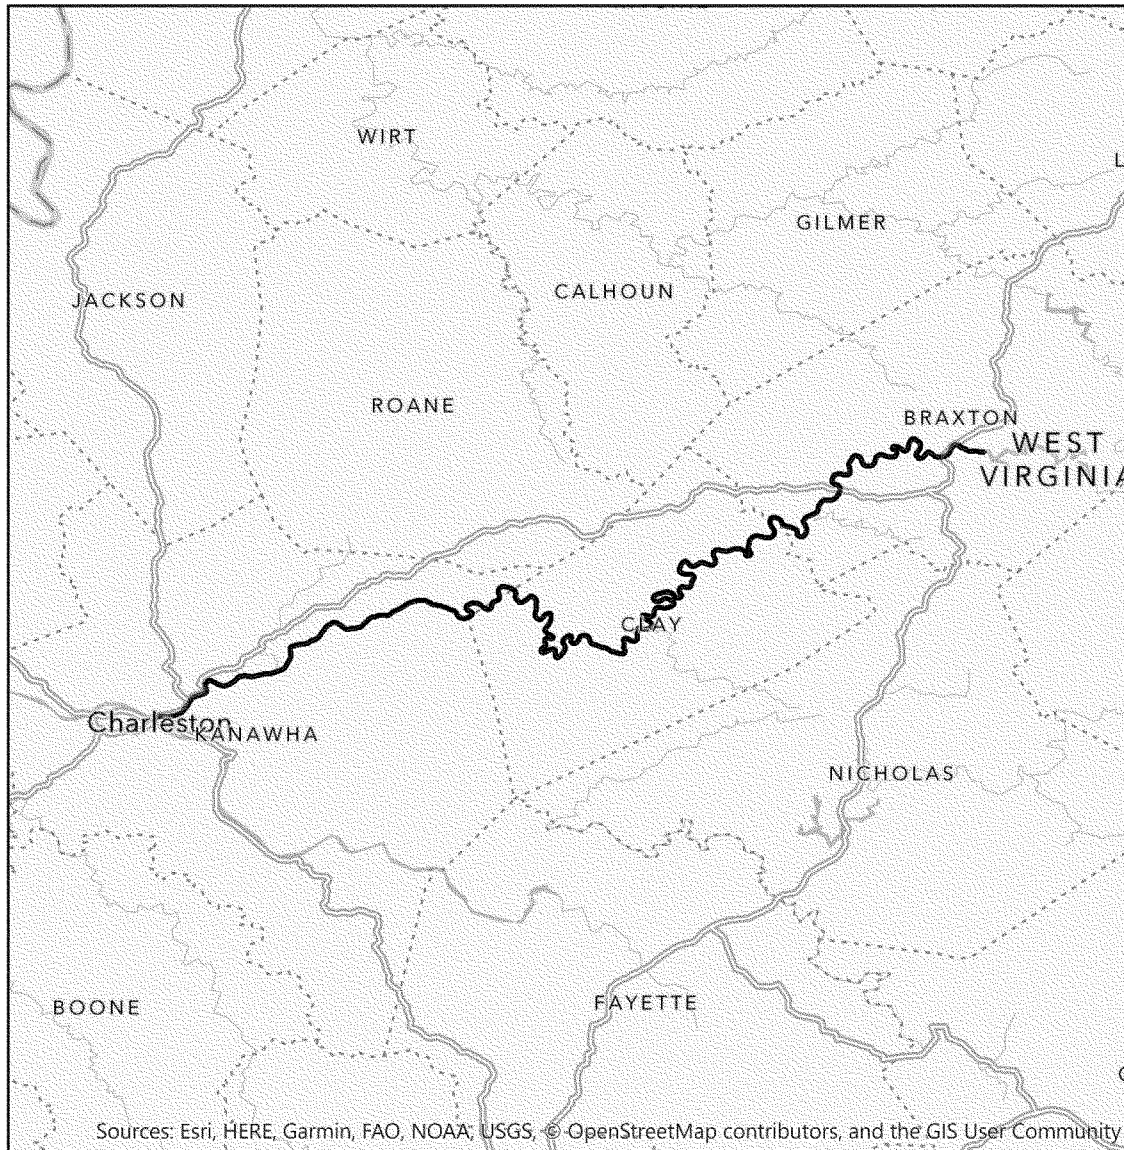 WIRT
L
GILMER
CALHOUN
JACKSON
ROANE
BRAXTON
WEST
VIRGINIA
CLAY
Charleston
KANAWHA
NICHOLAS
FAYETTE
BOONE
Sources: Esri, HERE, Garmin, FAO, NOAA, USGS, © OpenStreetMap contributors, and the GIS User Community